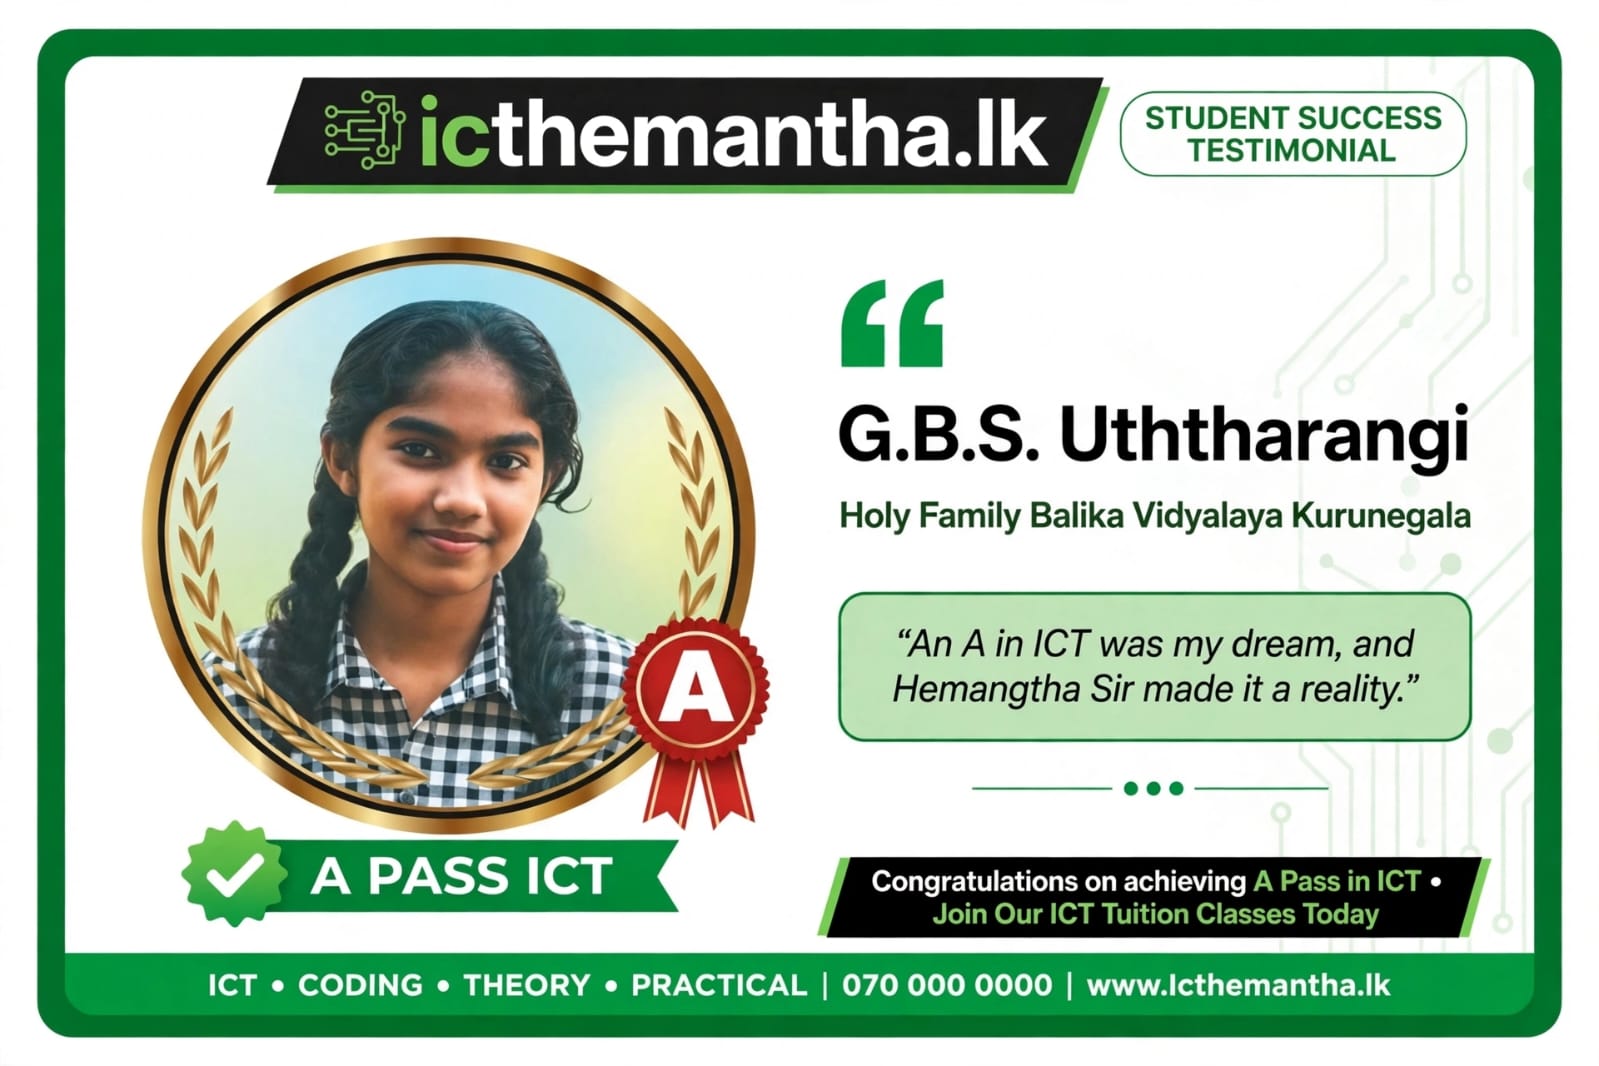 icthemantha.lk
STUDENT SUCCESS
TESTIMONIAL
“
G.B.S. Uththarangi
Holy Family Balika Vidyalaya Kurunegala
“An A in ICT was my dream, and
Hemangtha Sir made it a reality.”
A
A PASS ICT
Congratulations on achieving A Pass in ICT •
Join Our ICT Tuition Classes Today
ICT • CODING • THEORY • PRACTICAL | 070 000 0000 | www.Icthemantha.lk